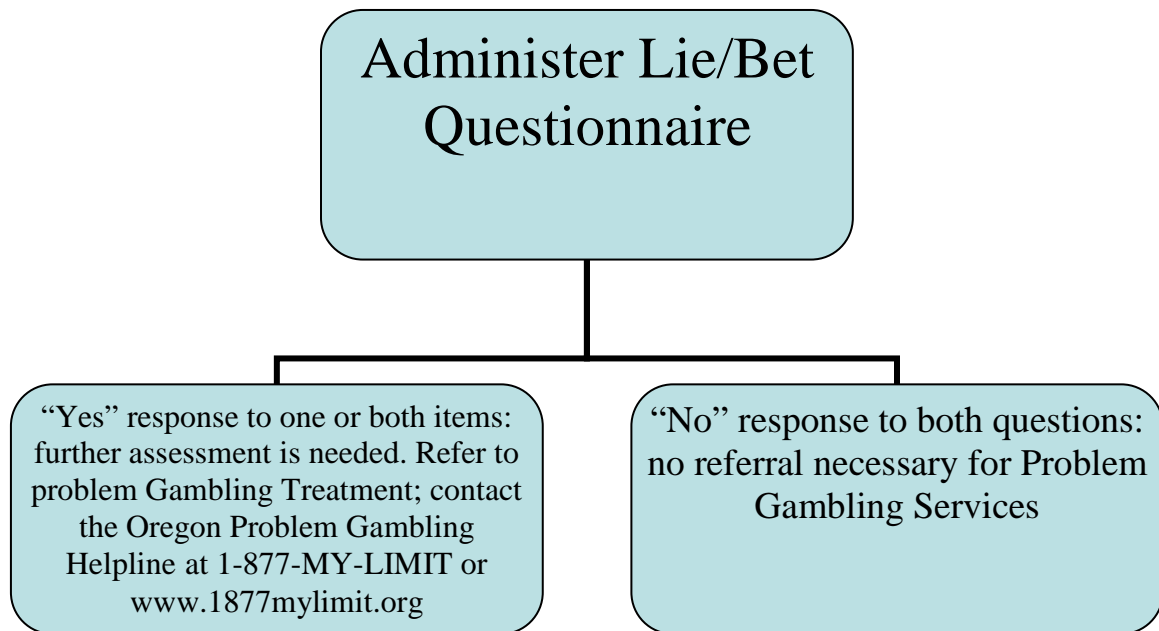 Administer Lie/Bet
Questionnaire
“Yes” response to one or both items:
further assessment is needed. Refer to
problem Gambling Treatment; contact
the Oregon Problem Gambling
Helpline at 1-877-MY-LIMIT or
www.1877mylimit.org
“No” response to both questions:
no referral necessary for Problem
Gambling Services